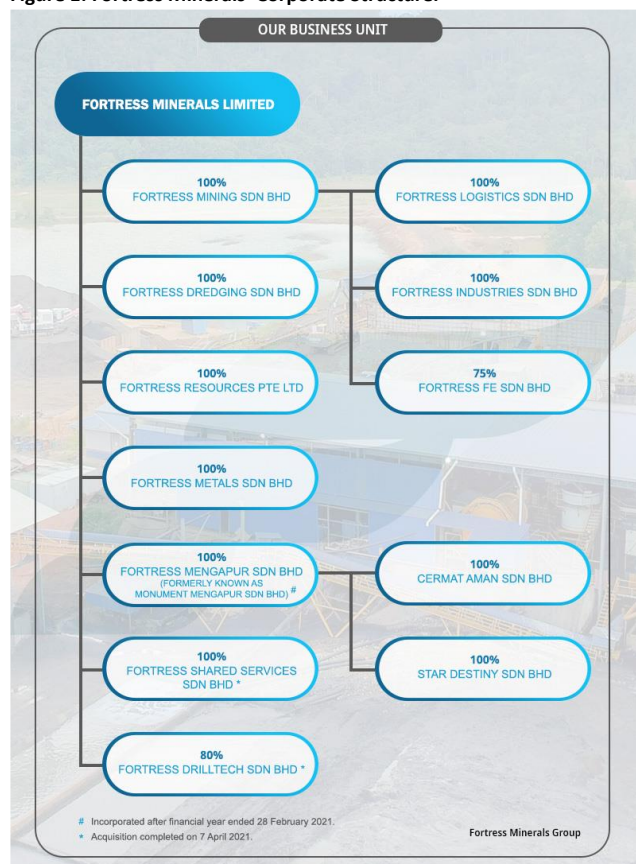 Figure 2: Fortress Minerals' Corporate Structure.
OUR BUSINESS UNIT
FORTRESS MINERALS LIMITED
100%
FORTRESS MINING SDN BHD
100%
FORTRESS LOGISTICS SDN BHD
100%
FORTRESS DREDGING SDN BHD
100%
FORTRESS INDUSTRIES SDN BHD
100%
FORTRESS RESOURCES PTE LTD
75%
FORTRESS FE SDN BHD
100%
FORTRESS METALS SDN BHD
100%
FORTRESS MENGAPUR SDN BHD
(FORMERLY KNOWN AS
MONUMENT MENGAPUR SDN BHD) #
100%
CERMAT AMAN SDN BHD
100%
FORTRESS SHARED SERVICES
SDN BHD *
100%
STAR DESTINY SDN BHD
80%
FORTRESS DRILLTECH SDN BHD *
# Incorporated after financial year ended 28 February 2021.
* Acquisition completed on 7 April 2021.
Fortress Minerals Group